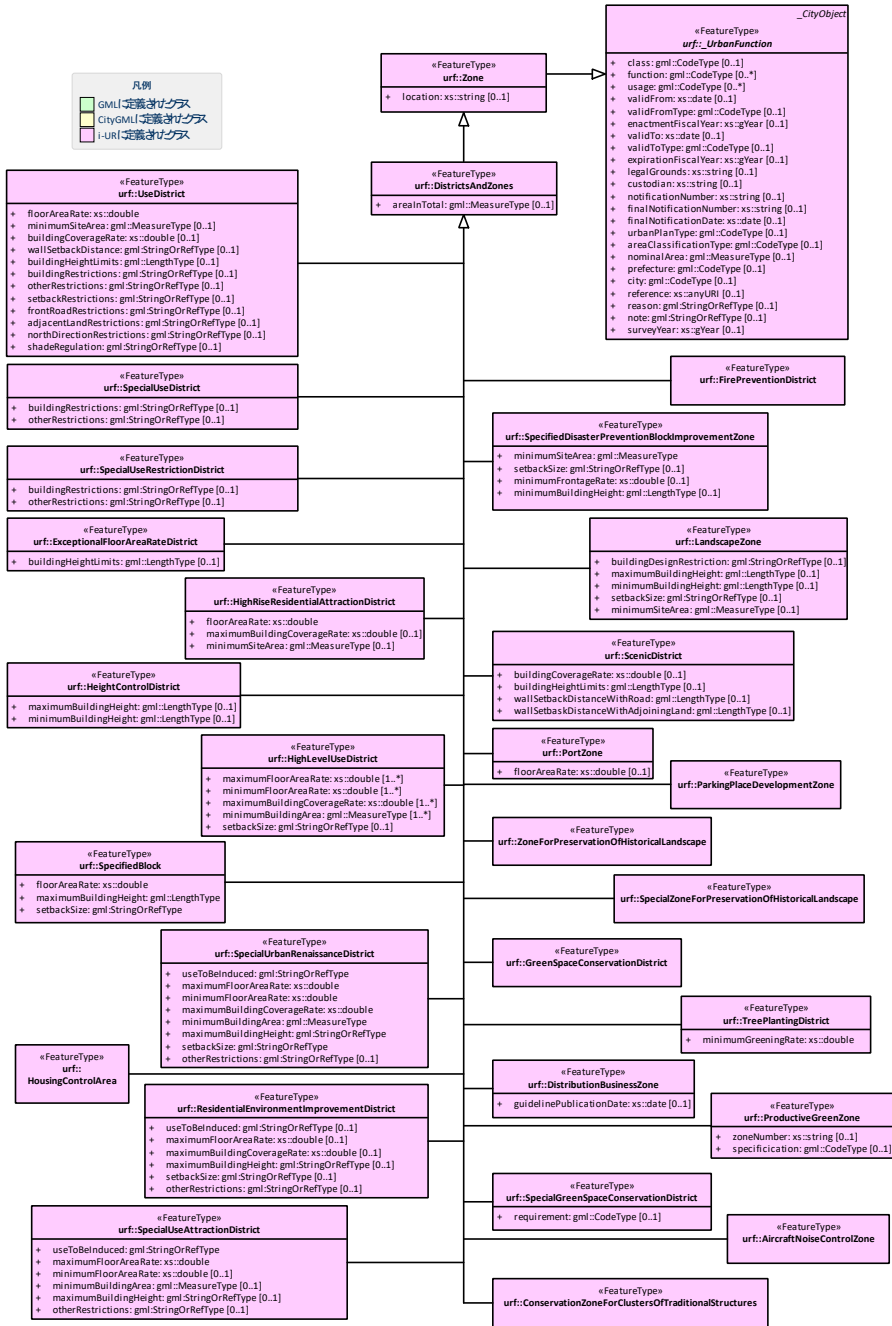 _CityObject
«FeatureType»
urf::_UrbanFunction
+ class: gml::CodeType [0..1]
+ function: gml::CodeType [0..*]
+ usage: gml::CodeType [0..*]
+ validFrom: xs::date [0..1]
+ validFromType: gml::CodeType [0..1]
+ enactmentFiscalYear: xs::gYear [0..1]
+ validTo: xs::date [0..1]
+ validToType: gml::CodeType [0..1]
+ expirationFiscalYear: xs::gYear [0..1]
+ legalGrounds: xs::string [0..1]
+ custodian: xs::string [0..1]
+ notificationNumber: xs::string [0..1]
+ finalNotificationNumber: xs::string [0..1]
+ finalNotificationDate: xs::date [0..1]
+ urbanPlanType: gml::CodeType [0..1]
+ areaClassificationType: gml::CodeType [0..1]
+ nominalArea: gml::MeasureType [0..1]
+ prefecture: gml::CodeType [0..1]
+ city: gml::CodeType [0..1]
+ reference: xs::anyURI [0..1]
+ reason: gml:StringOrRefType [0..1]
+ note: gml:StringOrRefType [0..1]
+ surveyYear: xs::gYear [0..1]
«FeatureType»
urf::Zone
+ location: xs::string [0..1]
凡例
GMLに定義されたクラス
CityGMLに定義されたクラス
i-URに定義されたクラス
«FeatureType»
urf::DistrictsAndZones
+ areaInTotal: gml::MeasureType [0..1]
«FeatureType»
urf::UseDistrict
+ floorAreaRate: xs::double
+ minimumSiteArea: gml::MeasureType [0..1]
+ buildingCoverageRate: xs::double [0..1]
+ wallSetbackDistance: gml:StringOrRefType [0..1]
+ buildingHeightLimits: gml::LengthType [0..1]
+ buildingRestrictions: gml:StringOrRefType [0..1]
+ otherRestrictions: gml:StringOrRefType [0..1]
+ setbackRestrictions: gml:StringOrRefType [0..1]
+ frontRoadRestrictions: gml:StringOrRefType [0..1]
+ adjacentLandRestrictions: gml:StringOrRefType [0..1]
+ northDirectionRestrictions: gml:StringOrRefType [0..1]
+ shadeRegulation: gml:StringOrRefType [0..1]
«FeatureType»
urf::FirePreventionDistrict
«FeatureType»
urf::SpecialUseDistrict
+ buildingRestrictions: gml:StringOrRefType [0..1]
+ otherRestrictions: gml:StringOrRefType [0..1]
«FeatureType»
urf::SpecifiedDisasterPreventionBlockImprovementZone
+ minimumSiteArea: gml::MeasureType
+ setbackSize: gml:StringOrRefType [0..1]
+ minimumFrontageRate: xs::double [0..1]
+ minimumBuildingHeight: gml::LengthType [0..1]
«FeatureType»
urf::SpecialUseRestrictionDistrict
+ buildingRestrictions: gml:StringOrRefType [0..1]
+ otherRestrictions: gml:StringOrRefType [0..1]
«FeatureType»
urf::ExceptionalFloorAreaRateDistrict
+ buildingHeightLimits: gml::LengthType [0..1]
«FeatureType»
urf::LandscapeZone
+ buildingDesignRestriction: gml:StringOrRefType [0..1]
+ maximumBuildingHeight: gml::LengthType [0..1]
+ minimumBuildingHeight: gml::LengthType [0..1]
+ setbackSize: gml:StringOrRefType [0..1]
+ minimumSiteArea: gml::MeasureType [0..1]
«FeatureType»
urf::HighRiseResidentialAttractionDistrict
+ floorAreaRate: xs::double
+ maximumBuildingCoverageRate: xs::double [0..1]
+ minimumSiteArea: gml::MeasureType [0..1]
«FeatureType»
urf::ScenicDistrict
+ buildingCoverageRate: xs::double [0..1]
+ buildingHeightLimits: gml::LengthType [0..1]
+ wallSetbackDistanceWithRoad: gml::LengthType [0..1]
+ wallSetbaskDistanceWithAdjoiningLand: gml::LengthType [0..1]
«FeatureType»
urf::HeightControlDistrict
+ maximumBuildingHeight: gml::LengthType [0..1]
+ minimumBuildingHeight: gml::LengthType [0..1]
«FeatureType»
urf::PortZone
+ floorAreaRate: xs::double [0..1]
«FeatureType»
urf::HighLevelUseDistrict
+ maximumFloorAreaRate: xs::double [1..*]
+ minimumFloorAreaRate: xs::double [1..*]
+ maximumBuildingCoverageRate: xs::double [1..*]
+ minimumBuildingArea: gml::MeasureType [1..*]
+ setbackSize: gml:StringOrRefType [0..1]
«FeatureType»
urf::ParkingPlaceDevelopmentZone
«FeatureType»
urf::ZoneForPreservationOfHistoricalLandscape
«FeatureType»
urf::SpecifiedBlock
+ floorAreaRate: xs::double
+ maximumBuildingHeight: gml::LengthType
+ setbackSize: gml:StringOrRefType
«FeatureType»
urf::SpecialZoneForPreservationOfHistoricalLandscape
«FeatureType»
urf::SpecialUrbanRenaissanceDistrict
+ useToBeInduced: gml:StringOrRefType
+ maximumFloorAreaRate: xs::double
+ minimumFloorAreaRate: xs::double
+ maximumBuildingCoverageRate: xs::double
+ minimumBuildingArea: gml::MeasureType
+ maximumBuildingHeight: gml:StringOrRefType
+ setbackSize: gml:StringOrRefType
+ otherRestrictions: gml:StringOrRefType [0..1]
«FeatureType»
urf::GreenSpaceConservationDistrict
«FeatureType»
urf::TreePlantingDistrict
+ minimumGreeningRate: xs::double
«FeatureType»
urf::
HousingControlArea
«FeatureType»
urf::DistributionBusinessZone
+ guidelinePublicationDate: xs::date [0..1]
«FeatureType»
urf::ResidentialEnvironmentImprovementDistrict
+ useToBeInduced: gml:StringOrRefType [0..1]
+ maximumFloorAreaRate: xs::double [0..1]
+ maximumBuildingCoverageRate: xs::double [0..1]
+ maximumBuildingHeight: gml:StringOrRefType [0..1]
+ setbackSize: gml:StringOrRefType [0..1]
+ otherRestrictions: gml:StringOrRefType [0..1]
«FeatureType»
urf::ProductiveGreenZone
+ zoneNumber: xs::string [0..1]
+ specificication: gml::CodeType [0..1]
«FeatureType»
urf::SpecialGreenSpaceConservationDistrict
+ requirement: gml::CodeType [0..1]
«FeatureType»
urf::SpecialUseAttractionDistrict
+ useToBeInduced: gml:StringOrRefType
+ maximumFloorAreaRate: xs::double
+ minimumFloorAreaRate: xs::double [0..1]
+ minimumBuildingArea: gml::MeasureType [0..1]
+ maximumBuildingHeight: gml:StringOrRefType [0..1]
+ otherRestrictions: gml:StringOrRefType [0..1]
«FeatureType»
urf::AircraftNoiseControlZone
«FeatureType»
urf::ConservationZoneForClustersOfTraditionalStructures